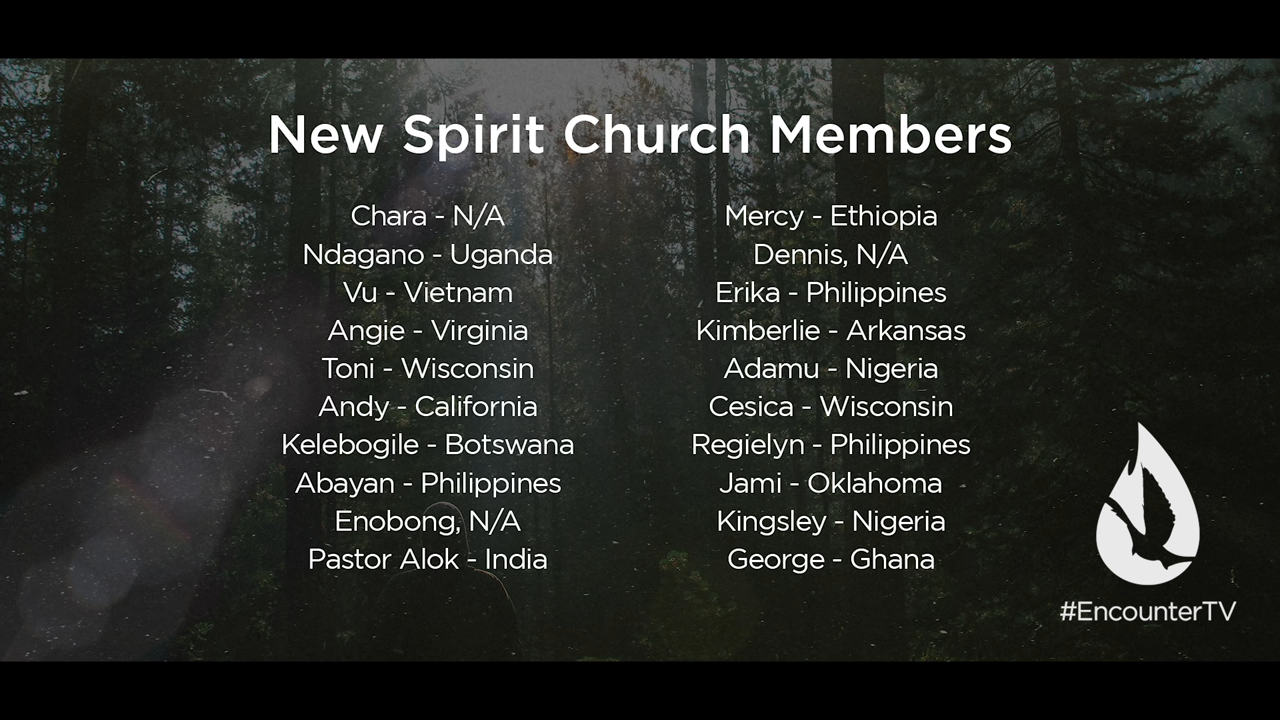 New Spirit Church Members
Chara - N/A
Ndagano - Uganda
Vu - Vietnam
Angie - Virginia
Toni - Wisconsin
Andy - California
Kelebogile - Botswana
Abayan - Philippines
Enobong, N/A
Pastor Alok - India
Mercy - Ethiopia
Dennis, N/A
Erika - Philippines
Kimberlie - Arkansas
Adamu - Nigeria
Cesica - Wisconsin
Regielyn - Philippines
Jami - Oklahoma
Kingsley - Nigeria
George - Ghana
#EncounterTV